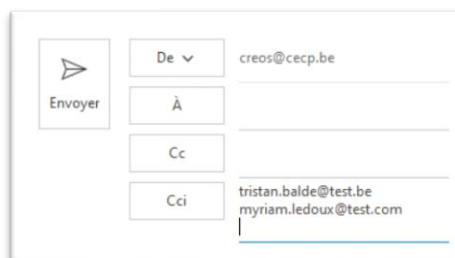 De
creos@cecp.be
Envoyer
À
Cc
Cci
tristan.balde@test.be
myriam.ledoux@test.com